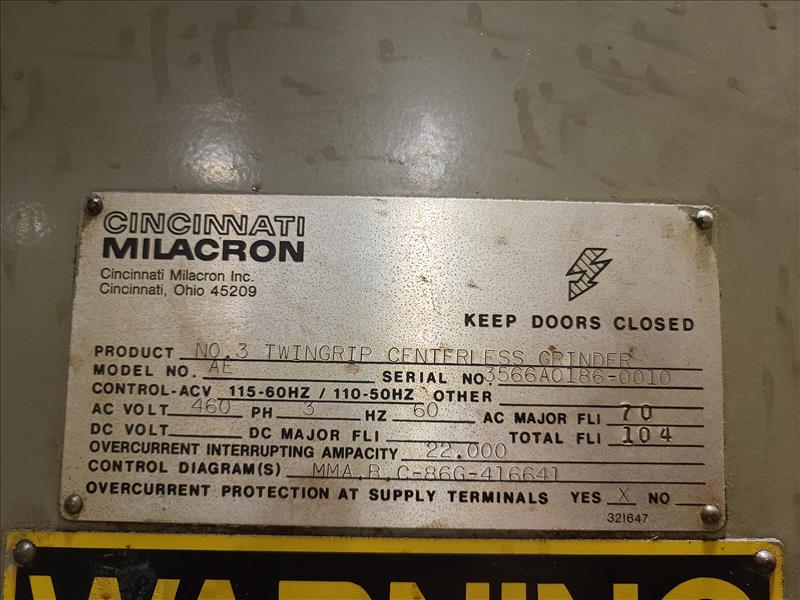 CINCINNATI
MILACRON
Cincinnati Milacron Inc.
Cincinnati, Ohio 45209
KEEP DOORS CLOSED
PRODUCT NO.3 TWINGRIP CENTERLESS GRINDER
MODEL NO. AE SERIAL NO. 3566A0186-0010
CONTROL-ACV 115-60HZ / 110-50HZ OTHER
AC VOLT 460 PH 3 HZ 60 AC MAJOR FLI 70
DC VOLT DC MAJOR FLI TOTAL FLI 104
OVERCURRENT INTERRUPTING AMPACITY 22.000
CONTROL DIAGRAM(S) MMA.R.C-86G-416641
OVERCURRENT PROTECTION AT SUPPLY TERMINALS YES X NO
321647
WARNING